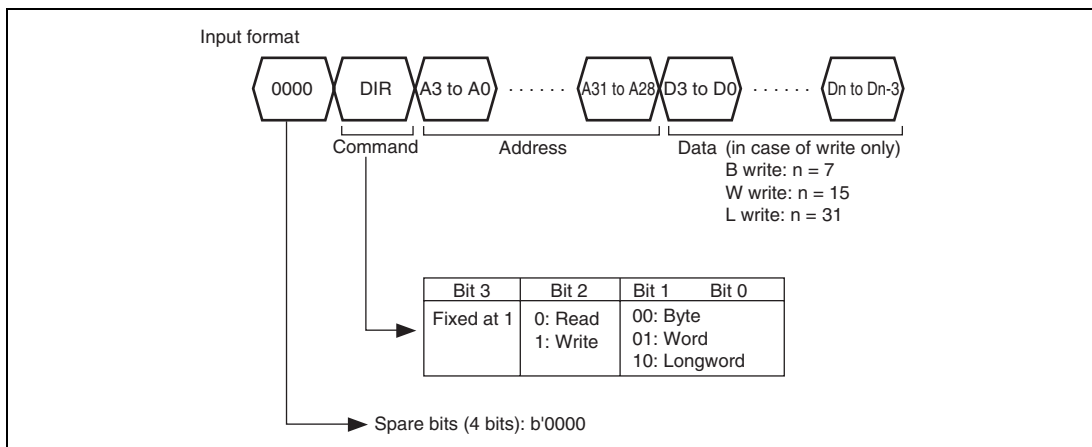 Input format
0000 DIR A3 to A0 ······ A31 to A28 D3 to D0 ······ Dn to Dn-3
Command Address Data (in case of write only)
B write: n = 7
W write: n = 15
L write: n = 31
Bit 3 Bit 2 Bit 1 Bit 0
Fixed at 1 0: Read 00: Byte
1: Write 01: Word
10: Longword
Spare bits (4 bits): b'0000